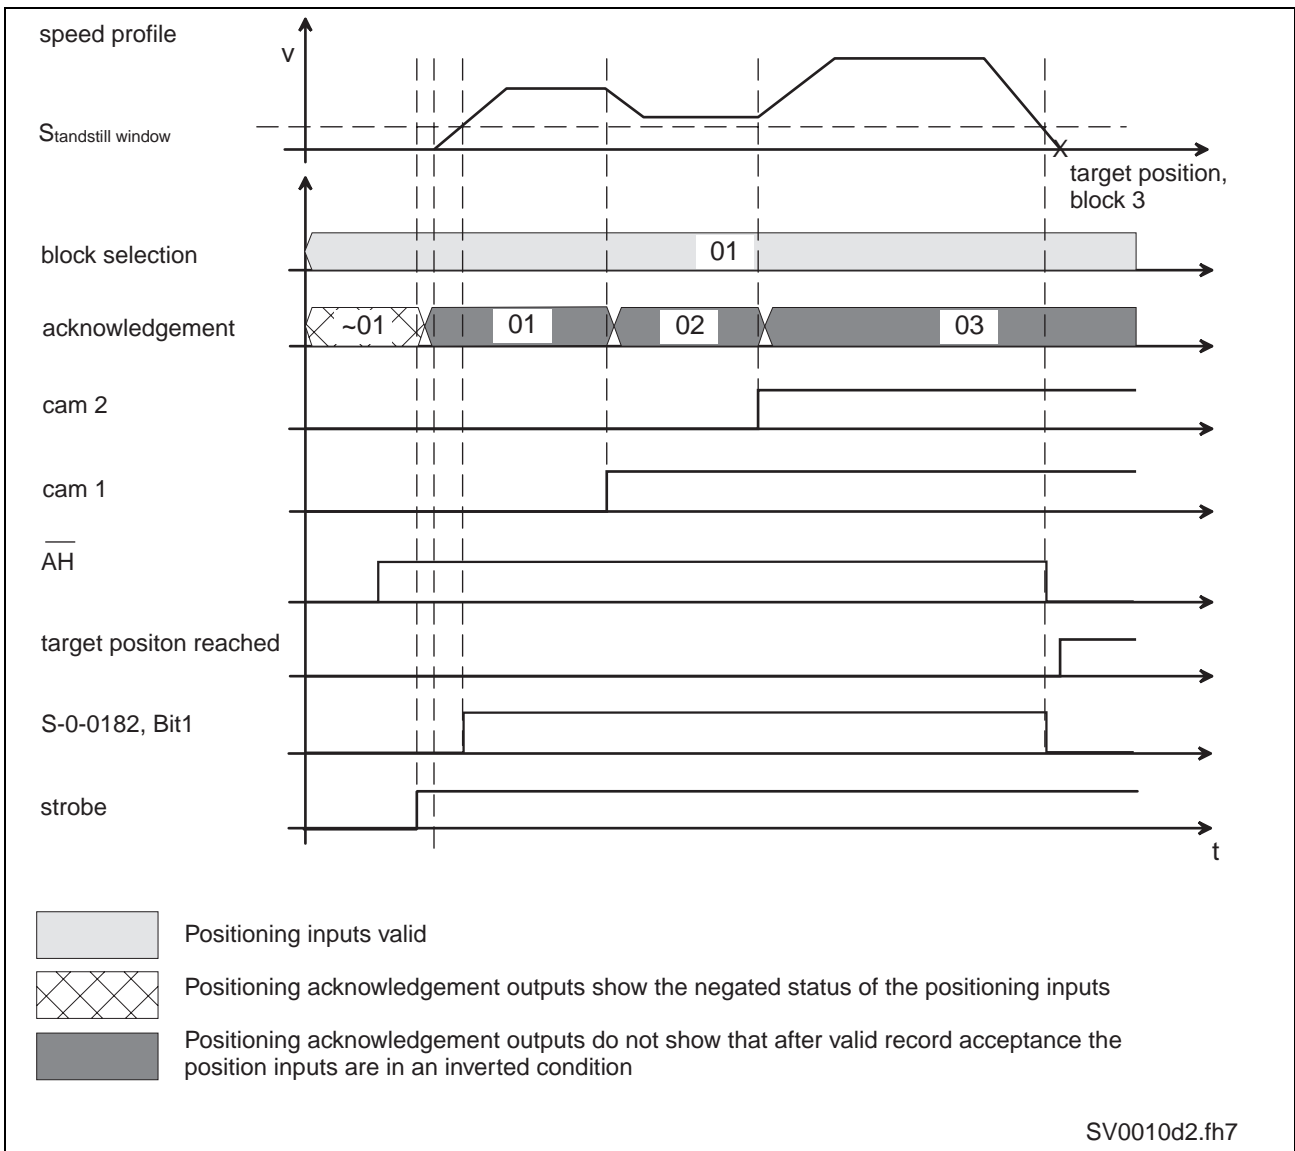 speed profile
v
Standstill window
X
target position,
block 3
block selection
01
acknowledgement
~01
01
02
03
cam 2
cam 1
A̅H̅
target positon reached
S-0-0182, Bit1
strobe
t
Positioning inputs valid
Positioning acknowledgement outputs show the negated status of the positioning inputs
Positioning acknowledgement outputs do not show that after valid record acceptance the
position inputs are in an inverted condition
SV0010d2.fh7